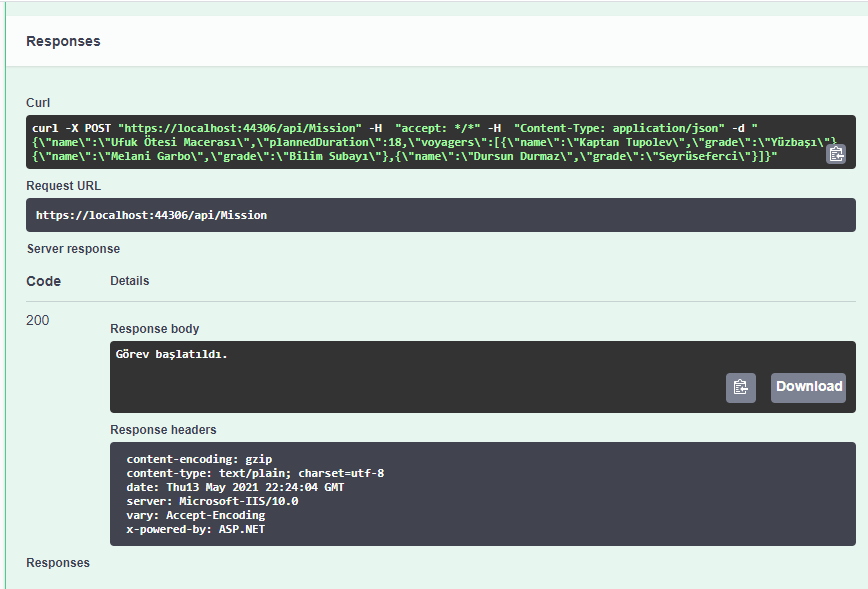 Responses
Curl
curl -X POST "https://localhost:44306/api/Mission" -H  "accept: */*" -H  "Content-Type: application/json" -d "
{\"name\":\"Ufuk Ötesi Macerası\",\"plannedDuration\":18,\"voyagers\":[{\"name\":\"Kaptan Tupolev\",\"grade\":\"Yüzbaşı\"}
{\"name\":\"Melani Garbo\",\"grade\":\"Bilim Subayı\"},{\"name\":\"Dursun Durmaz\",\"grade\":\"Seyrüseferci\"}]}"
Request URL
https://localhost:44306/api/Mission
Server response
Code Details
200
Response body
Görev başlatıldı.
Download
Response headers
content-encoding: gzip
content-type: text/plain; charset=utf-8
date: Thu13 May 2021 22:24:04 GMT
server: Microsoft-IIS/10.0
vary: Accept-Encoding
x-powered-by: ASP.NET
Responses